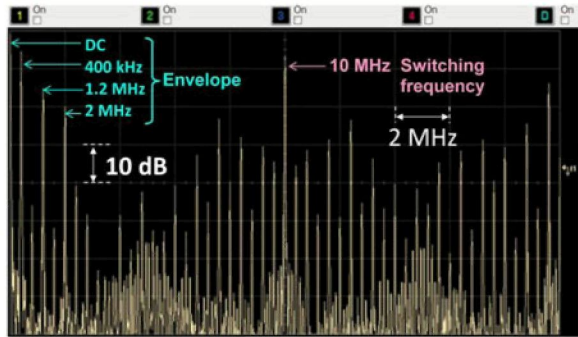 On On On On On
1 2 3 4 D
DC
400 kHz
Envelope
1.2 MHz
2 MHz
10 MHz Switching
frequency
2 MHz
10 dB